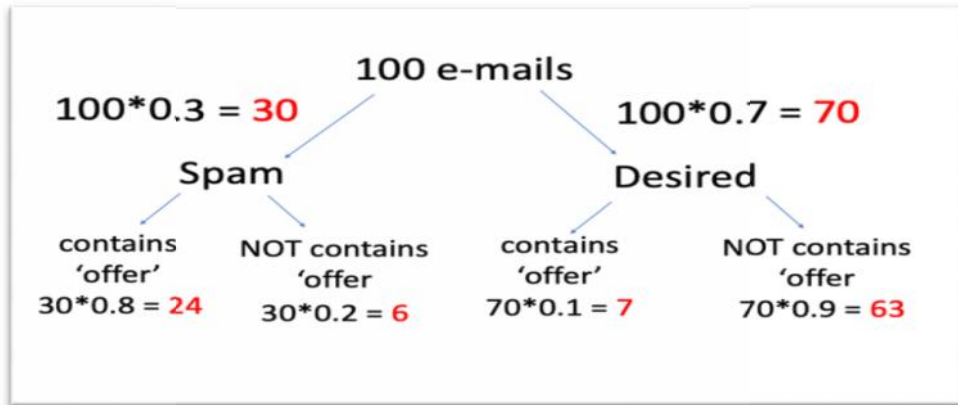 100 e-mails
100*0.3 = 30
100*0.7 = 70
Spam
Desired
contains
'offer'
30*0.8 = 24
NOT contains
'offer
30*0.2 = 6
contains
'offer'
70*0.1 = 7
NOT contains
'offer
70*0.9 = 63